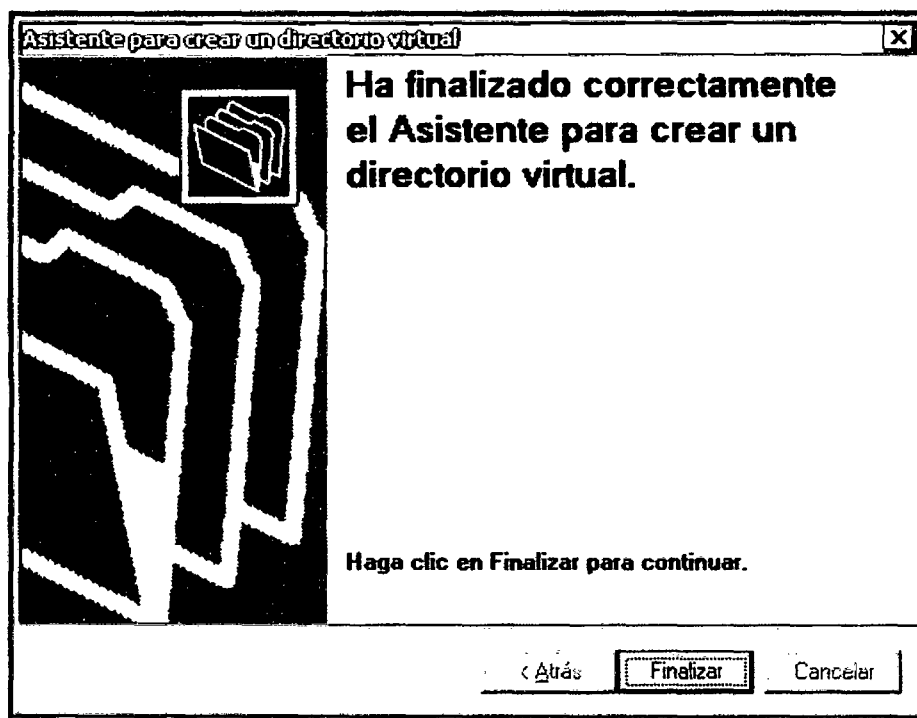 Asistente para crear un directorio virtual
Ha finalizado correctamente
el Asistente para crear un
directorio virtual.
Haga clic en Finalizar para continuar.
< Atrás
Finalizar
Cancelar